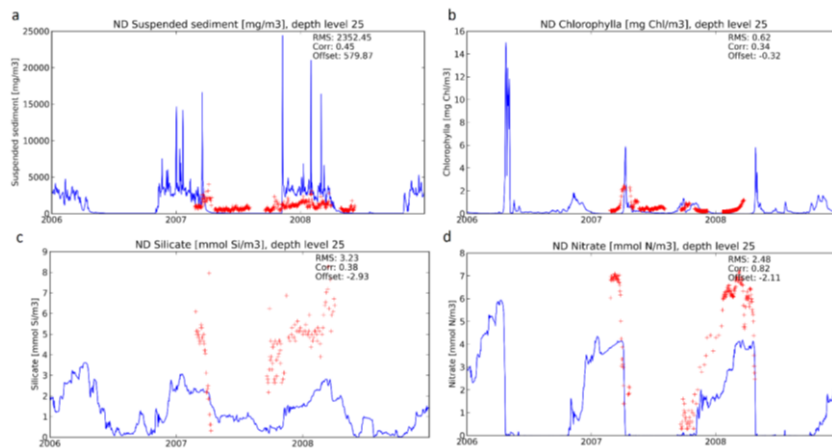 a
ND Suspended sediment [mg/m3], depth level 25
RMS: 2352.45
Corr: 0.45
Offset: 579.87
Suspended sediment [mg/m3]
25000
20000
15000
10000
5000
0
2006
2007
2008
b
ND Chlorophylla [mg Chl/m3], depth level 25
RMS: 0.62
Corr: 0.34
Offset: -0.32
Chlorophylla [mg Chl/m3]
16
14
12
10
8
6
4
2
0
2006
2007
2008
c
ND Silicate [mmol Si/m3], depth level 25
RMS: 3.23
Corr: 0.38
Offset: -2.93
Silicate [mmol Si/m3]
9
8
7
6
5
4
3
2
1
0
2006
2007
2008
d
ND Nitrate [mmol N/m3], depth level 25
RMS: 2.48
Corr: 0.82
Offset: -2.11
Nitrate [mmol N/m3]
8
7
6
5
4
3
2
1
0
2006
2007
2008